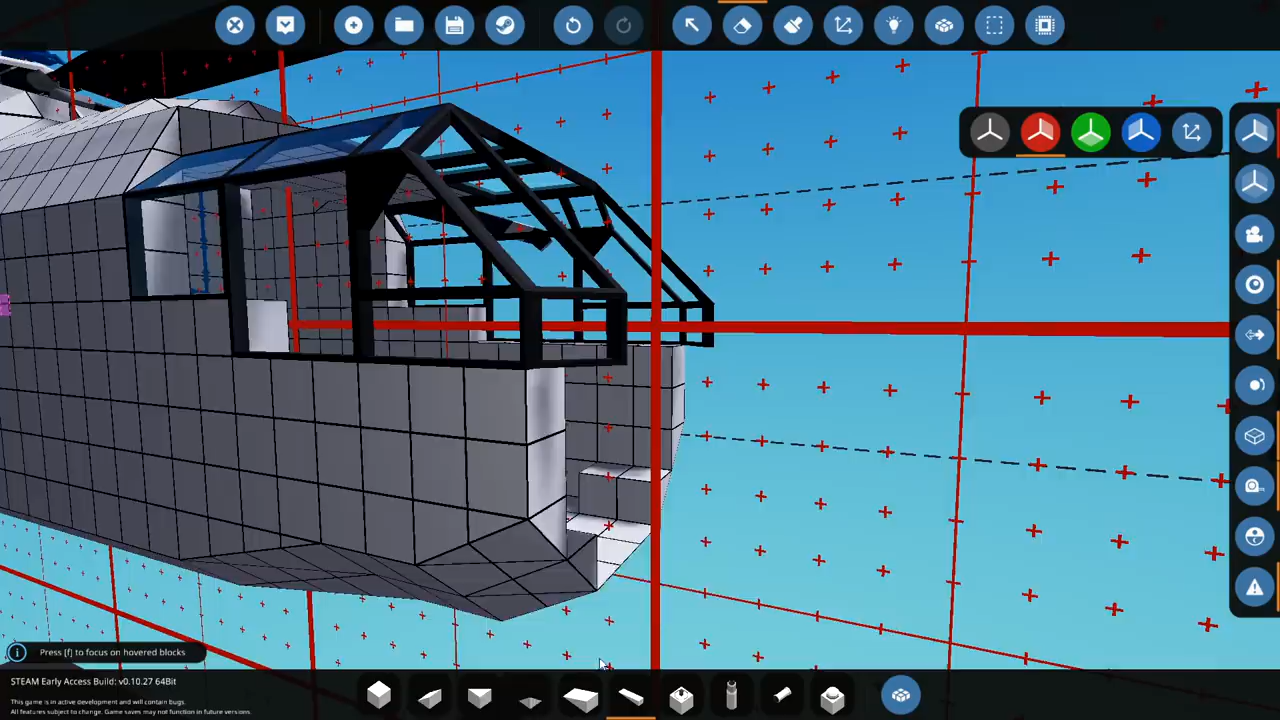 Press [f] to focus on hovered blocks
STEAM Early Access Build: v0.10.27 64Bit
This game is in active development and will contain bugs.
All features subject to change. Game saves may not function in future versions.